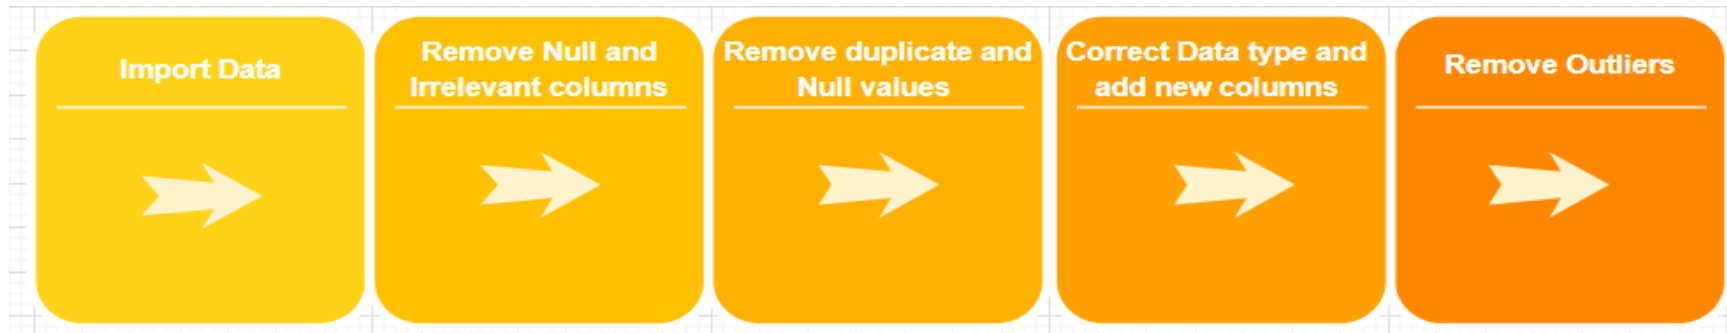 Import Data
Remove Null and
Irrelevant columns
Remove duplicate and
Null values
Correct Data type and
add new columns
Remove Outliers